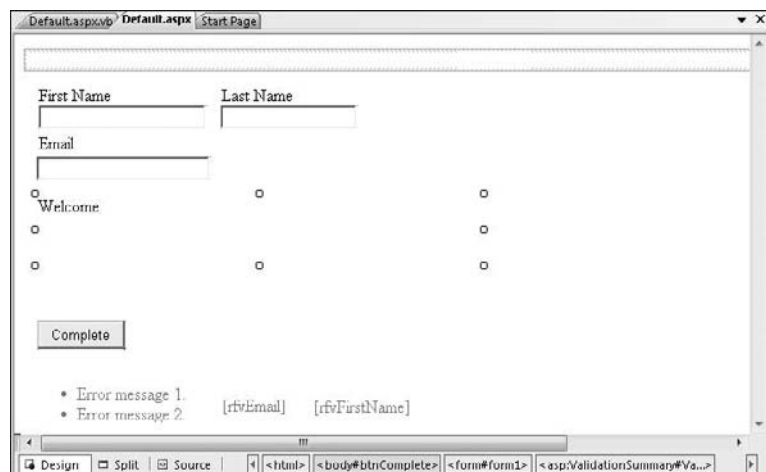 Default.aspx.vb Default.aspx Start Page
First Name Last Name
Email
Welcome
Complete
• Error message 1.
• Error message 2.
[rfvEmail] [rfvFirstName]
Design Split Source <html> <body#btnComplete> <form#form1> <asp:ValidationSummary#Va...>